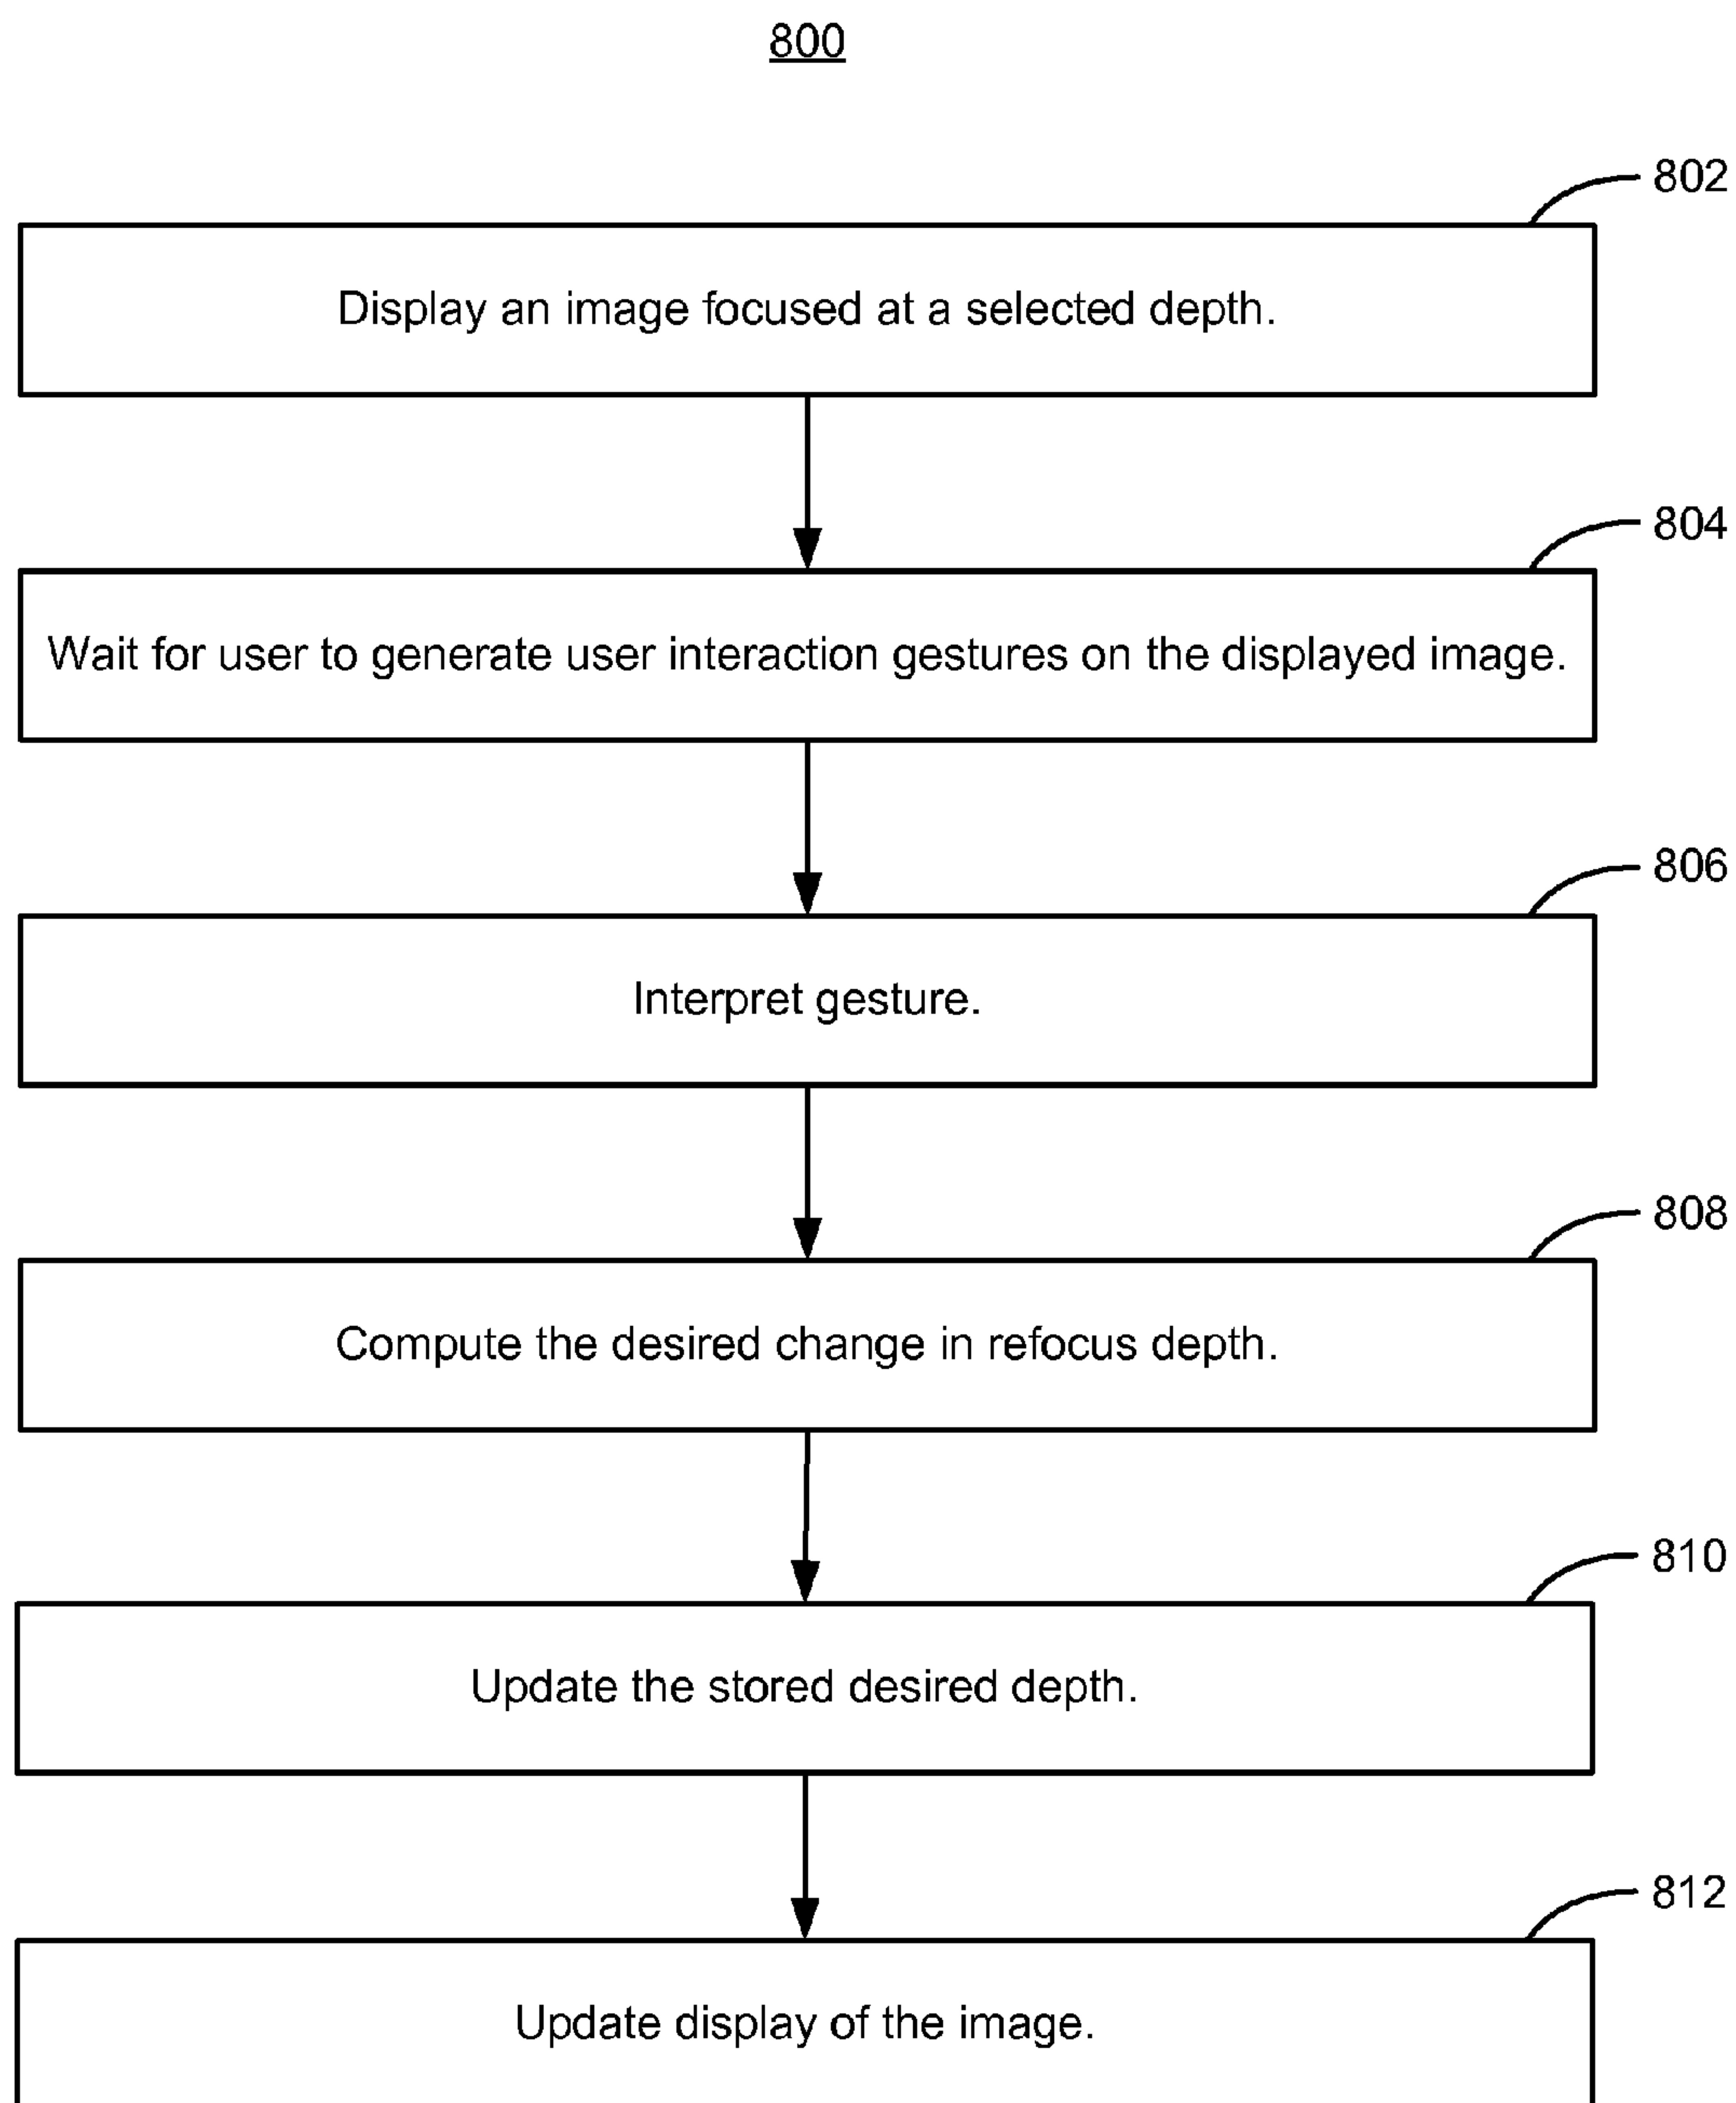 800
802
Display an image focused at a selected depth.
804
Wait for user to generate user interaction gestures on the displayed image.
806
Interpret gesture.
808
Compute the desired change in refocus depth.
810
Update the stored desired depth.
812
Update display of the image.